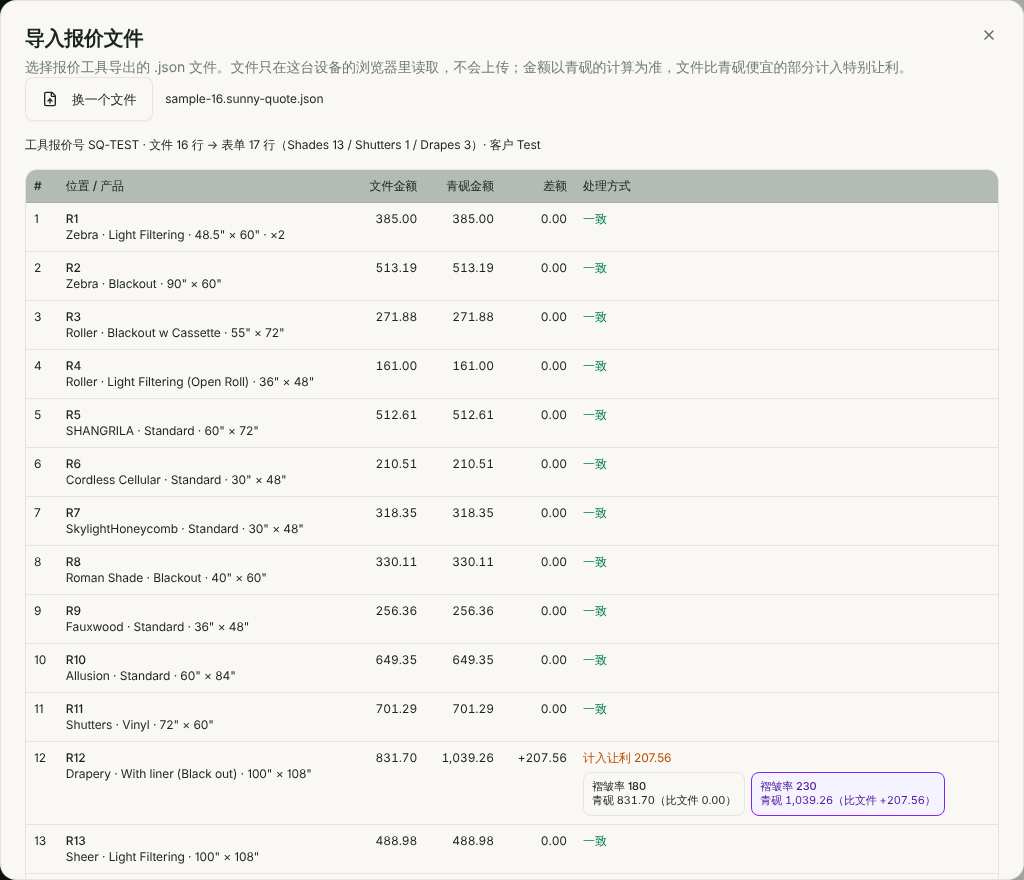 导入报价文件
选择报价工具导出的 .json 文件。文件只在这台设备的浏览器里读取，不会上传；金额以青砚的计算为准，文件比青砚便宜的部分计入特别让利。
换一个文件 sample-16.sunny-quote.json
工具报价号 SQ-TEST · 文件 16 行 → 表单 17 行（Shades 13 / Shutters 1 / Drapes 3）· 客户 Test
# 位置 / 产品 文件金额 青砚金额 差额 处理方式
1 R1 385.00 385.00 0.00 一致
Zebra · Light Filtering · 48.5" × 60" · ×2
2 R2 513.19 513.19 0.00 一致
Zebra · Blackout · 90" × 60"
3 R3 271.88 271.88 0.00 一致
Roller · Blackout w Cassette · 55" × 72"
4 R4 161.00 161.00 0.00 一致
Roller · Light Filtering (Open Roll) · 36" × 48"
5 R5 512.61 512.61 0.00 一致
SHANGRILA · Standard · 60" × 72"
6 R6 210.51 210.51 0.00 一致
Cordless Cellular · Standard · 30" × 48"
7 R7 318.35 318.35 0.00 一致
SkylightHoneycomb · Standard · 30" × 48"
8 R8 330.11 330.11 0.00 一致
Roman Shade · Blackout · 40" × 60"
9 R9 256.36 256.36 0.00 一致
Fauxwood · Standard · 36" × 48"
10 R10 649.35 649.35 0.00 一致
Allusion · Standard · 60" × 84"
11 R11 701.29 701.29 0.00 一致
Shutters · Vinyl · 72" × 60"
12 R12 831.70 1,039.26 +207.56 计入让利 207.56
Drapery · With liner (Black out) · 100" × 108"
褶皱率 180
青砚 831.70（比文件 0.00）
褶皱率 230
青砚 1,039.26（比文件 +207.56）
13 R13 488.98 488.98 0.00 一致
Sheer · Light Filtering · 100" × 108"